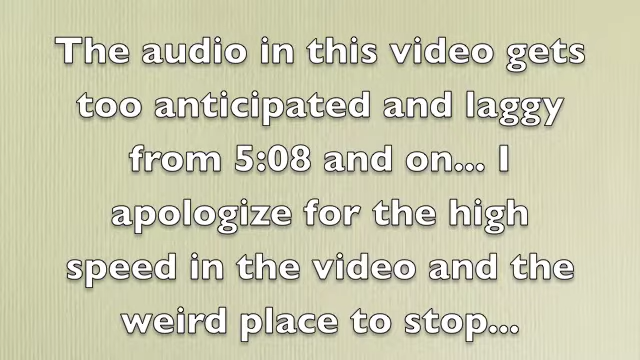 The audio in this video gets
too anticipated and laggy
from 5:08 and on... I
apologize for the high
speed in the video and the
weird place to stop...